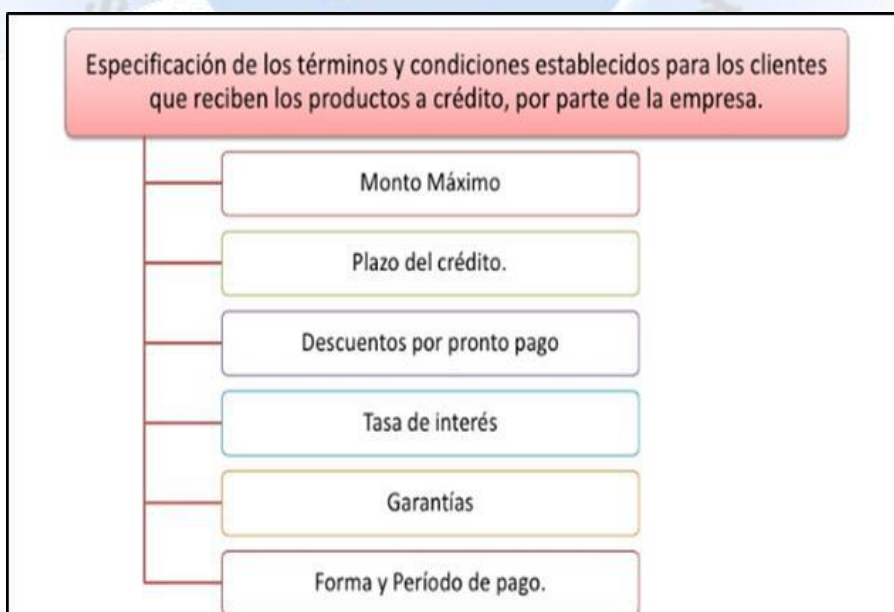 Especificación de los términos y condiciones establecidos para los clientes
que reciben los productos a crédito, por parte de la empresa.
Monto Máximo
Plazo del crédito.
Descuentos por pronto pago
Tasa de interés
Garantías
Forma y Período de pago.